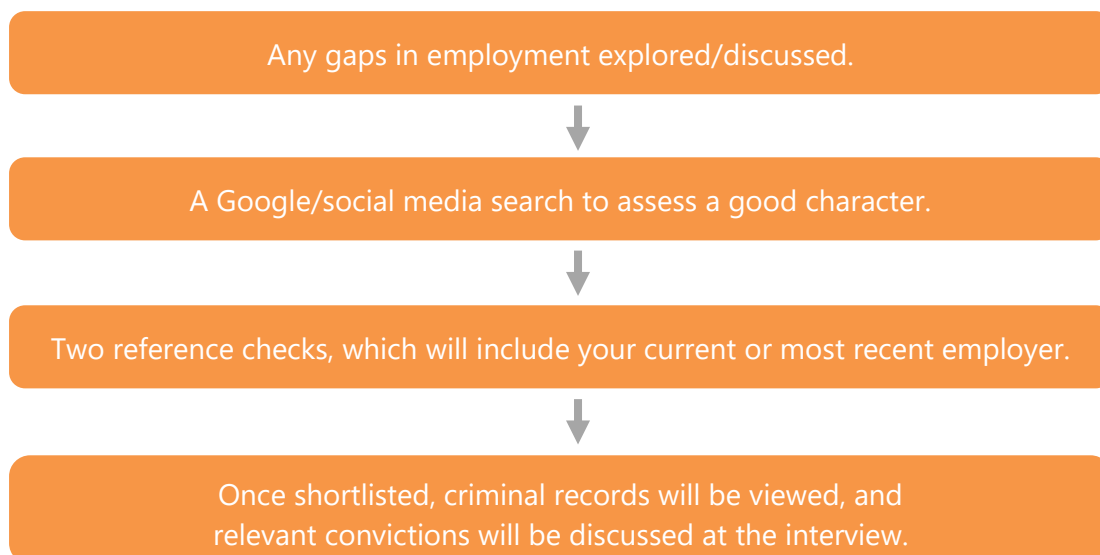 Any gaps in employment explored/discussed.
A Google/social media search to assess a good character.
Two reference checks, which will include your current or most recent employer.
Once shortlisted, criminal records will be viewed, and
relevant convictions will be discussed at the interview.